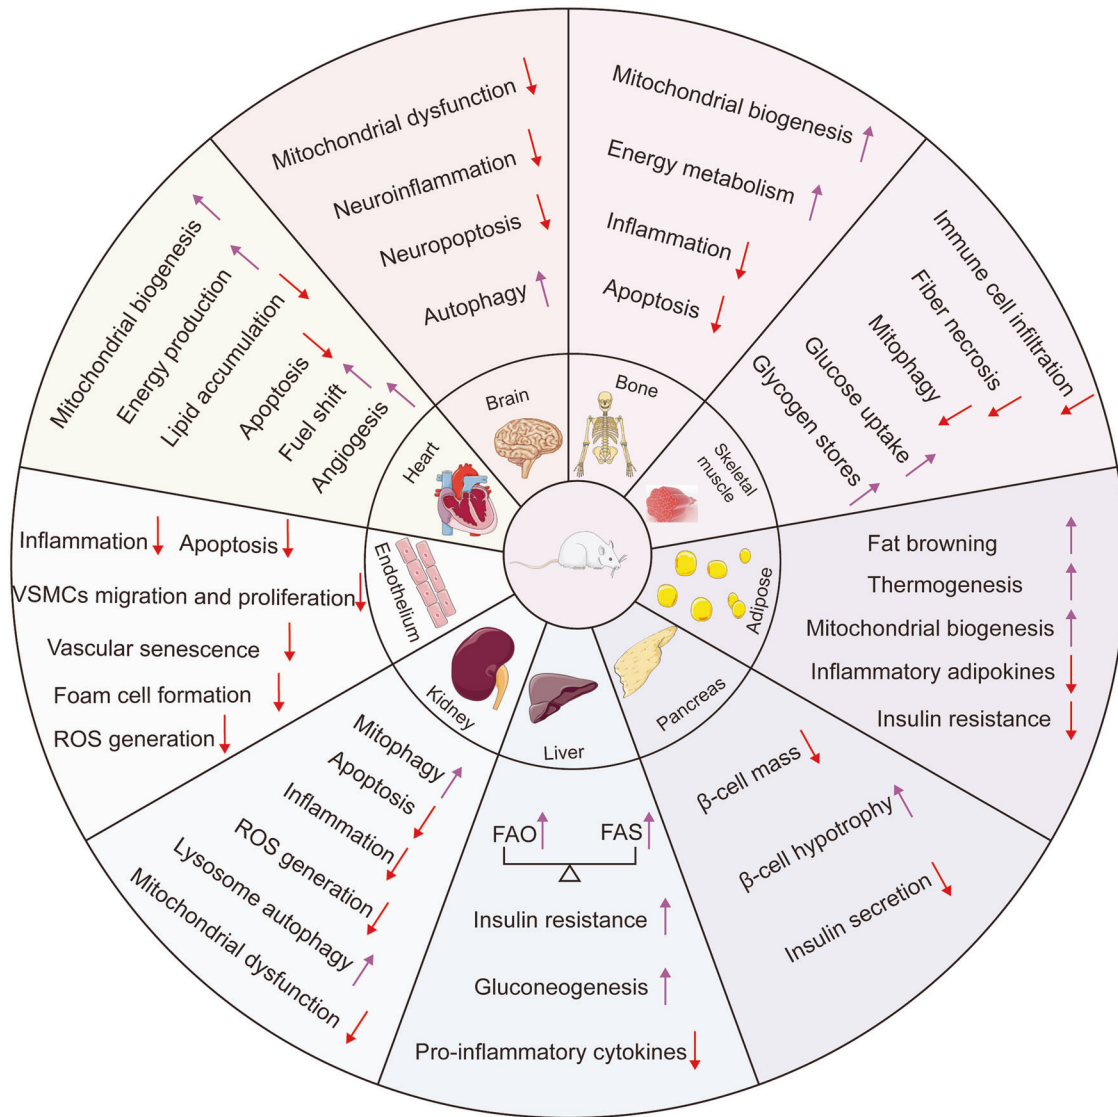 Mitochondrial dysfunction
Neuroinflammation
Neuropoptosis
Autophagy
Brain
Mitochondrial biogenesis
Energy metabolism
Inflammation
Apoptosis
Bone
Immune cell infiltration
Fiber necrosis
Mitophagy
Glucose uptake
Glycogen stores
Skeletal
muscle
Fat browning
Thermogenesis
Mitochondrial biogenesis
Inflammatory adipokines
Insulin resistance
Adipose
β-cell mass
β-cell hypotrophy
Insulin secretion
Pancreas
Liver
FAO FAS
Insulin resistance
Gluconeogenesis
Pro-inflammatory cytokines
Kidney
Mitophagy
Apoptosis
Inflammation
ROS generation
Lysosome autophagy
Mitochondrial dysfunction
Endothelium
Inflammation Apoptosis
VSMCs migration and proliferation
Vascular senescence
Foam cell formation
ROS generation
Heart
Mitochondrial biogenesis
Energy production
Lipid accumulation
Apoptosis
Fuel shift
Angiogesis